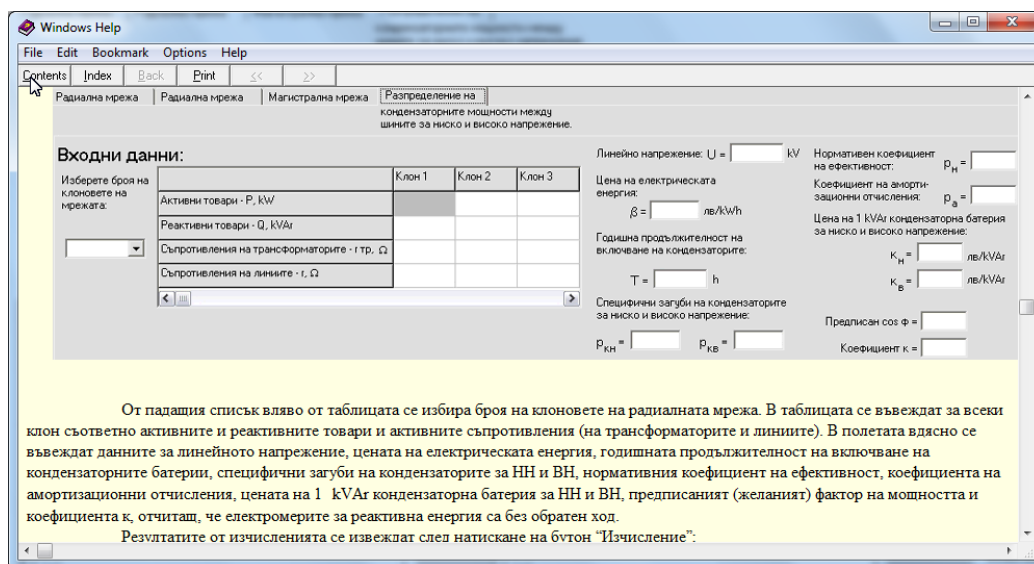 Windows Help
File Edit Bookmark Options Help
Contents Index Back Print << >>
Радиална мрежа Радиална мрежа Магистрална мрежа Разпределение на
кондензаторните мощности между
шините за ниско и високо напрежение.
Входни данни:
Изберете броя на
клоновете на
мрежата:
Клон 1 Клон 2 Клон 3
Активни товари - P, kW
Реактивни товари - Q, kVAr
Съпротивления на трансформаторите - r тр, Ω
Съпротивления на линиите - r, Ω
Линейно напрежение: U = kV
Цена на електрическата
енергия:
β = лв/kWh
Годишна продължителност на
включване на кондензаторите:
T = h
Специфични загуби на кондензаторите
за ниско и високо напрежение:
Pкн = Pкв =
Нормативен коефициент
на ефективност: pн =
Коефициент на аморти-
зационни отчисления: pа =
Цена на 1 kVAr кондензаторна батерия
за ниско и високо напрежение:
Kн = лв/kVAr
Kв = лв/kVAr
Предписан cos φ =
Коефициент к =
От падащия списък вляво от таблицата се избира броя на клоновете на радиалната мрежа. В таблицата се въвеждат за всеки
клон съответно активните и реактивните товари и активните съпротивления (на трансформаторите и линиите). В полетата вдясно се
въвеждат данните за линейното напрежение, цената на електрическата енергия, годишната продължителност на включване на
кондензаторните батерии, специфични загуби на кондензаторите за НН и ВН, нормативния коефициент на ефективност, коефициента на
амортизационни отчисления, цената на 1 kVAr кондензаторна батерия за НН и ВН, предписаният (желаният) фактор на мощността и
коефициента к, отчитащ, че електромерите за реактивна енергия са без обратен ход.
Резултатите от изчисленията се извеждат след натискане на бутон “Изчисление”: